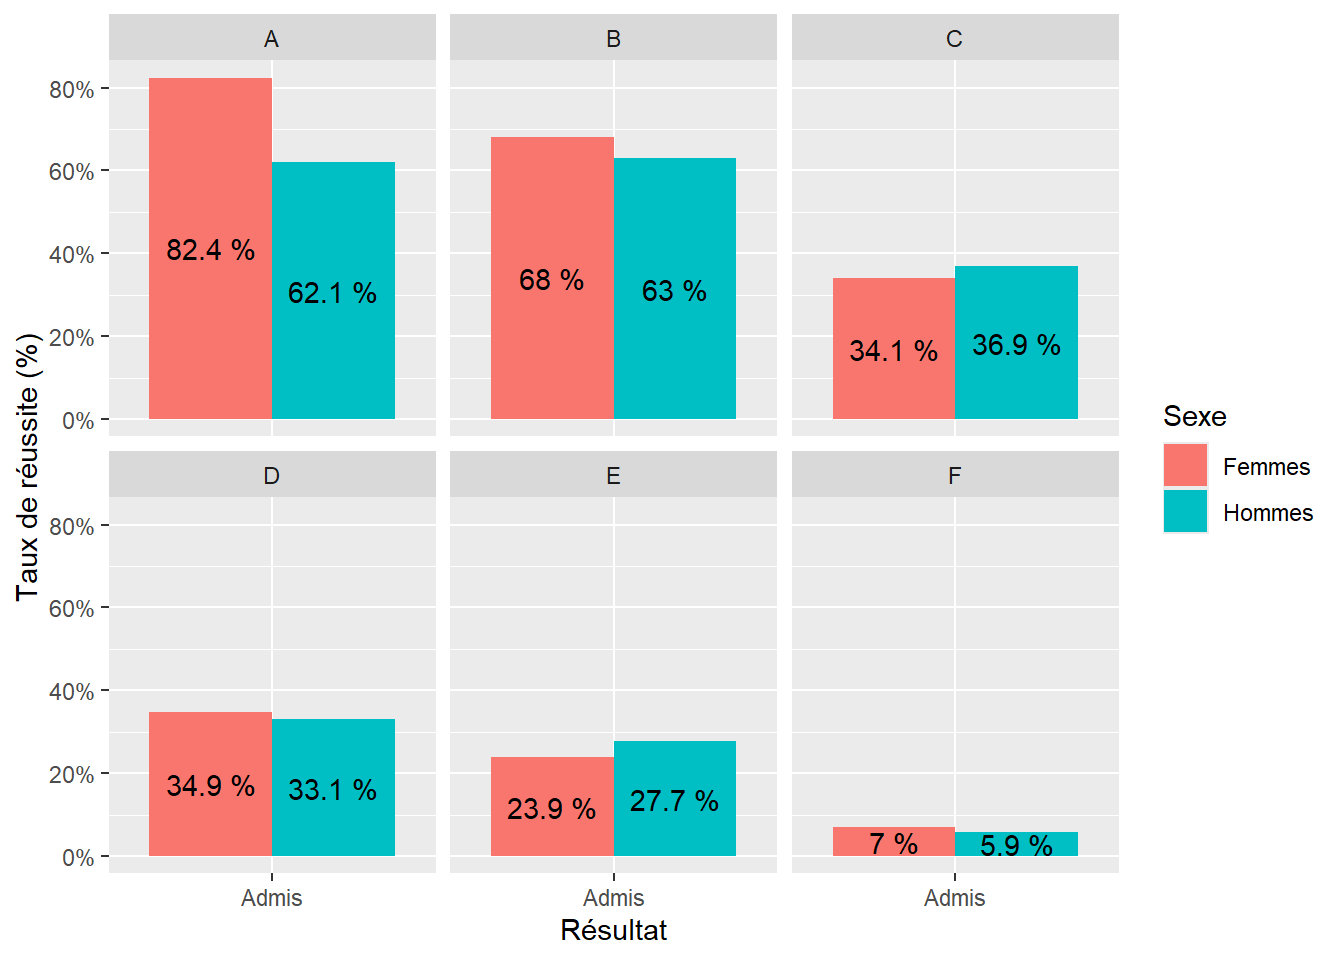 A
B
C
80%
60%
40%
20%
0%
82.4 %
62.1 %
68 %
63 %
34.1 %
36.9 %
D
E
F
80%
60%
40%
20%
0%
34.9 %
33.1 %
23.9 %
27.7 %
7 %
5.9 %
Admis
Admis
Admis
Résultat
Taux de réussite (%)
Sexe
Femmes
Hommes